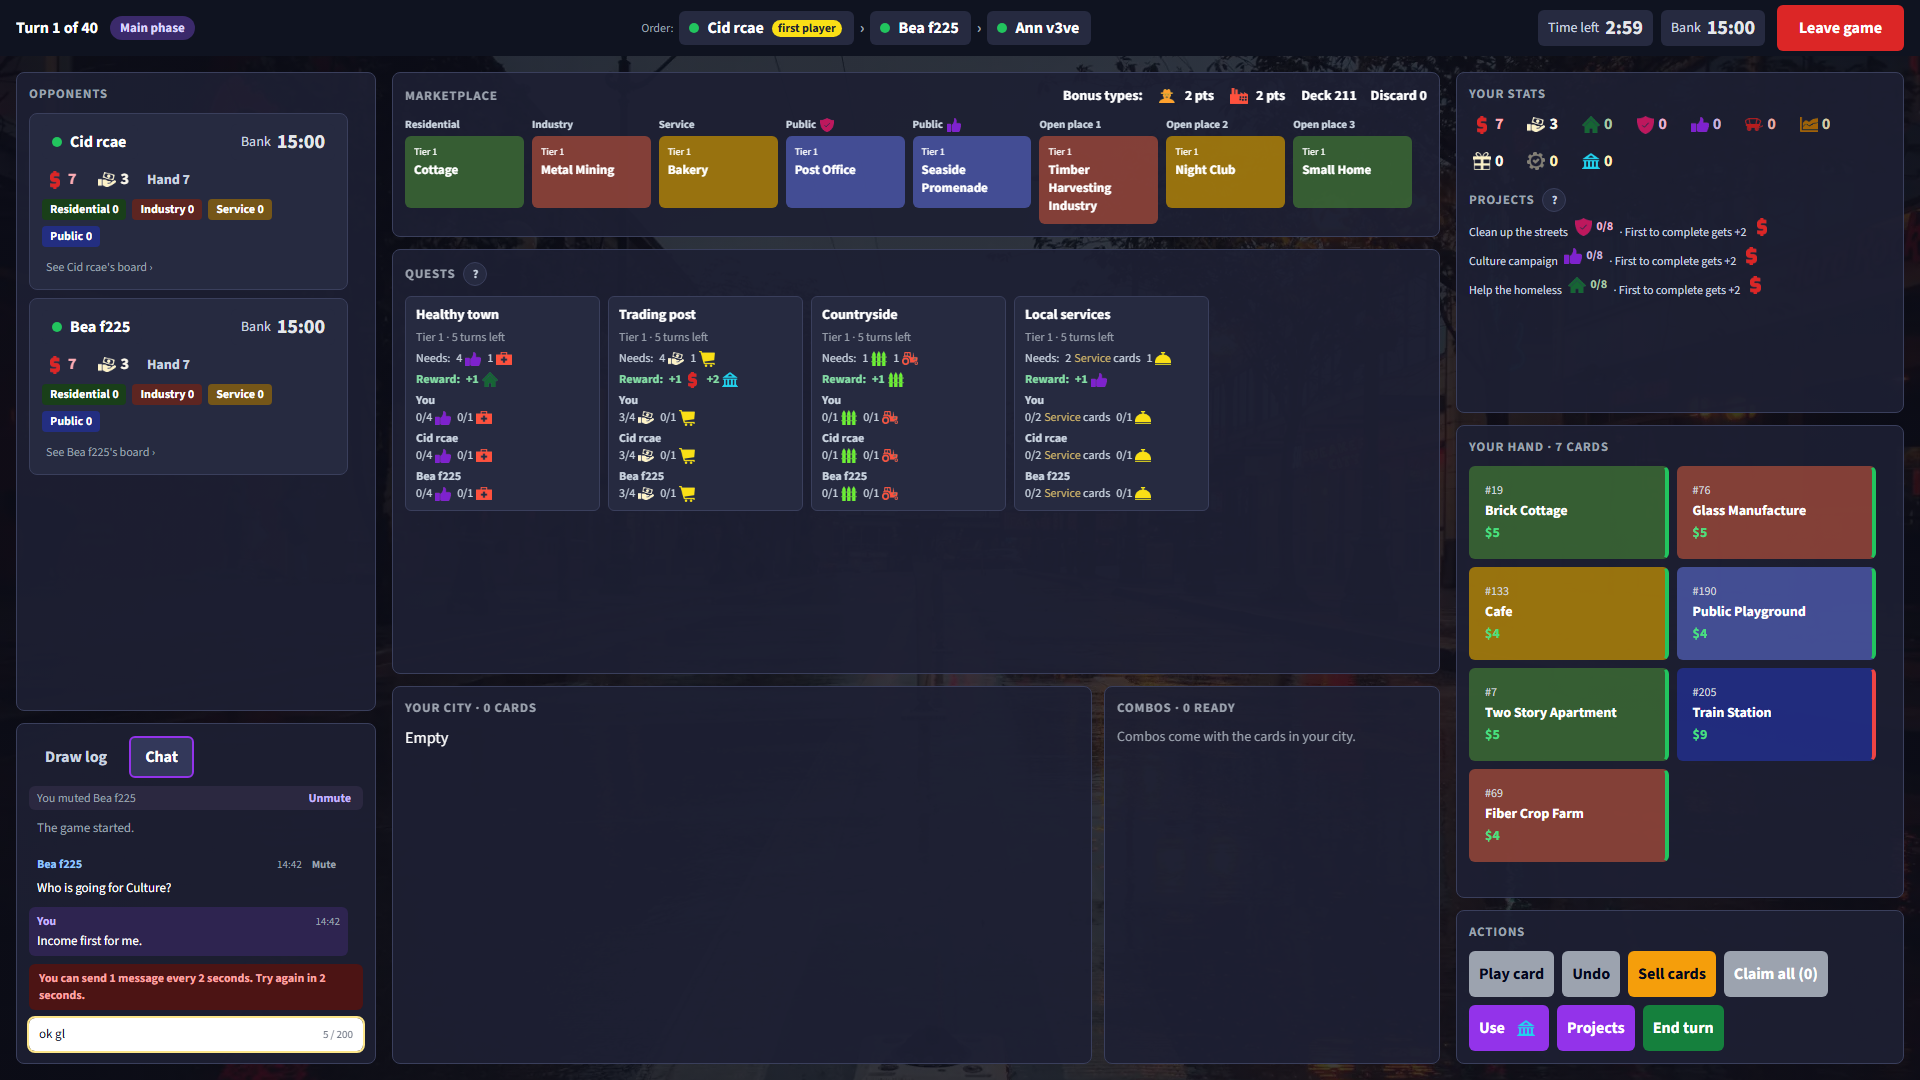 Turn 1 of 40
Main phase
Order: Cid rcae first player › Bea f225 › Ann v3ve
Time left 2:59
Bank 15:00
Leave game
OPPONENTS
Cid rcae Bank 15:00
7 3 Hand 7
Residential 0 Industry 0 Service 0
Public 0
See Cid rcae's board ›
Bea f225 Bank 15:00
7 3 Hand 7
Residential 0 Industry 0 Service 0
Public 0
See Bea f225's board ›
Draw log Chat
You muted Bea f225 Unmute
The game started.
Bea f225 14:42 Mute
Who is going for Culture?
You 14:42
Income first for me.
You can send 1 message every 2 seconds. Try again in 2
seconds.
ok gl 5 / 200
MARKETPLACE
Bonus types: 2 pts 2 pts Deck 211 Discard 0
Residential
Tier 1
Cottage
Industry
Tier 1
Metal Mining
Service
Tier 1
Bakery
Public
Tier 1
Post Office
Public
Tier 1
Seaside
Promenade
Open place 1
Tier 1
Timber
Harvesting
Industry
Open place 2
Tier 1
Night Club
Open place 3
Tier 1
Small Home
QUESTS ?
Healthy town
Tier 1 · 5 turns left
Needs: 4 1
Reward: +1
You
0/4 0/1
Cid rcae
0/4 0/1
Bea f225
0/4 0/1
Trading post
Tier 1 · 5 turns left
Needs: 4 1
Reward: +1 +2
You
3/4 0/1
Cid rcae
3/4 0/1
Bea f225
3/4 0/1
Countryside
Tier 1 · 5 turns left
Needs: 1 1
Reward: +1
You
0/1 0/1
Cid rcae
0/1 0/1
Bea f225
0/1 0/1
Local services
Tier 1 · 5 turns left
Needs: 2 Service cards 1
Reward: +1
You
0/2 Service cards 0/1
Cid rcae
0/2 Service cards 0/1
Bea f225
0/2 Service cards 0/1
YOUR CITY · 0 CARDS
Empty
COMBOS · 0 READY
Combos come with the cards in your city.
YOUR STATS
7 3 0 0 0 0 0
0 0 0
PROJECTS ?
Clean up the streets 0/8 · First to complete gets +2
Culture campaign 0/8 · First to complete gets +2
Help the homeless 0/8 · First to complete gets +2
YOUR HAND · 7 CARDS
#19
Brick Cottage
$5
#76
Glass Manufacture
$5
#133
Cafe
$4
#190
Public Playground
$4
#7
Two Story Apartment
$5
#205
Train Station
$9
#69
Fiber Crop Farm
$4
ACTIONS
Play card Undo Sell cards Claim all (0)
Use Projects End turn